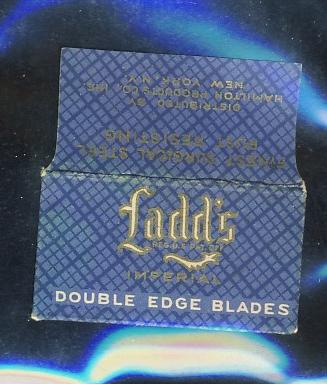 DISTRIBUTED BY
HAMILTON PRODUCTS CO. INC.
NEW YORK, N.Y.
FINEST SURGICAL STEEL
RUST RESISTING
Ladd's
REG. U.S. PAT. OFF.
IMPERIAL
DOUBLE EDGE BLADES